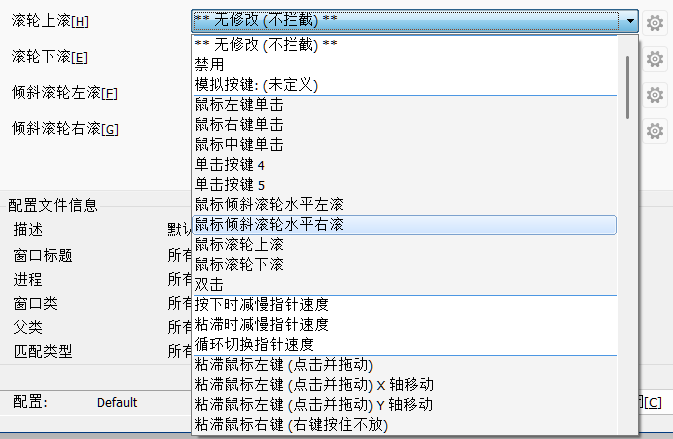 滚轮上滚[H]
** 无修改 (不拦截) **
滚轮下滚[E]
倾斜滚轮左滚[F]
倾斜滚轮右滚[G]
** 无修改 (不拦截) **
禁用
模拟按键: (未定义)
鼠标左键单击
鼠标右键单击
鼠标中键单击
单击按键 4
单击按键 5
鼠标倾斜滚轮水平左滚
鼠标倾斜滚轮水平右滚
鼠标滚轮上滚
鼠标滚轮下滚
双击
按下时减慢指针速度
粘滞时减慢指针速度
循环切换指针速度
粘滞鼠标左键 (点击并拖动)
粘滞鼠标左键 (点击并拖动) X 轴移动
粘滞鼠标左键 (点击并拖动) Y 轴移动
粘滞鼠标右键 (右键按住不放)
配置文件信息
描述 默认
窗口标题 所有
进程 所有
窗口类 所有
父类 所有
匹配类型 所有
配置: Default
[C]